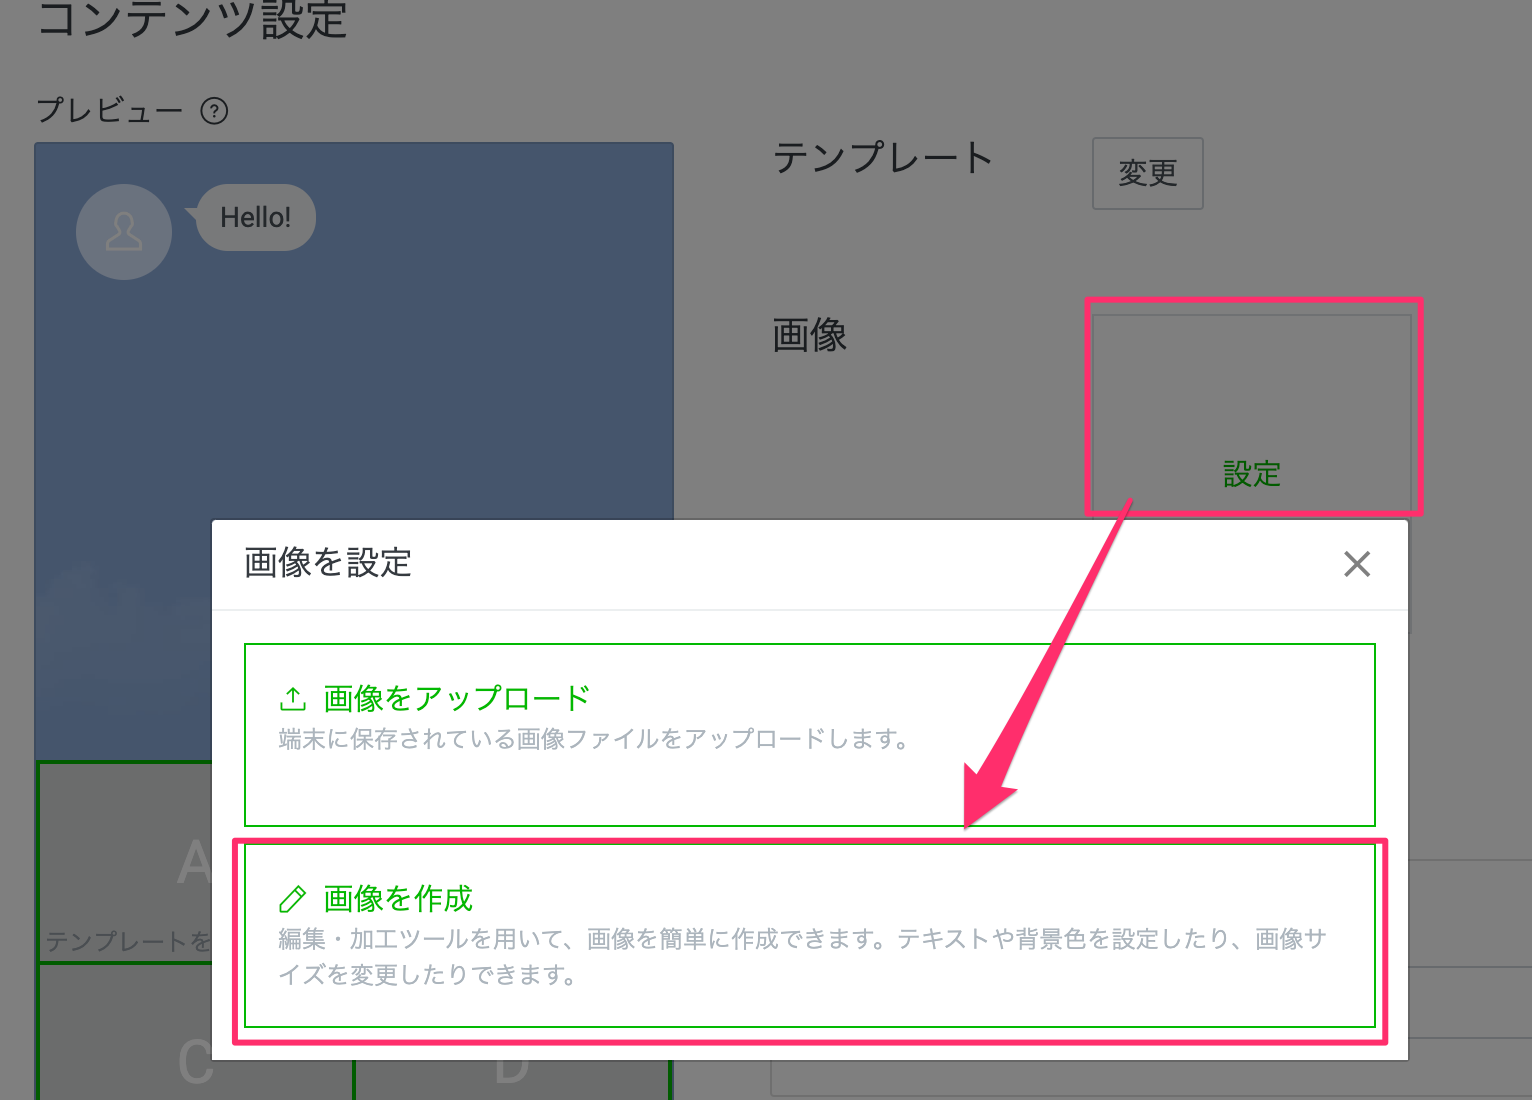 コンテンツ設定
プレビュー ?
Hello!
テンプレート
変更
画像
設定
画像を設定
画像をアップロード
端末に保存されている画像ファイルをアップロードします。
画像を作成
編集・加工ツールを用いて、画像を簡単に作成できます。テキストや背景色を設定したり、画像サ
イズを変更したりできます。
A
テンプレートを
C
D